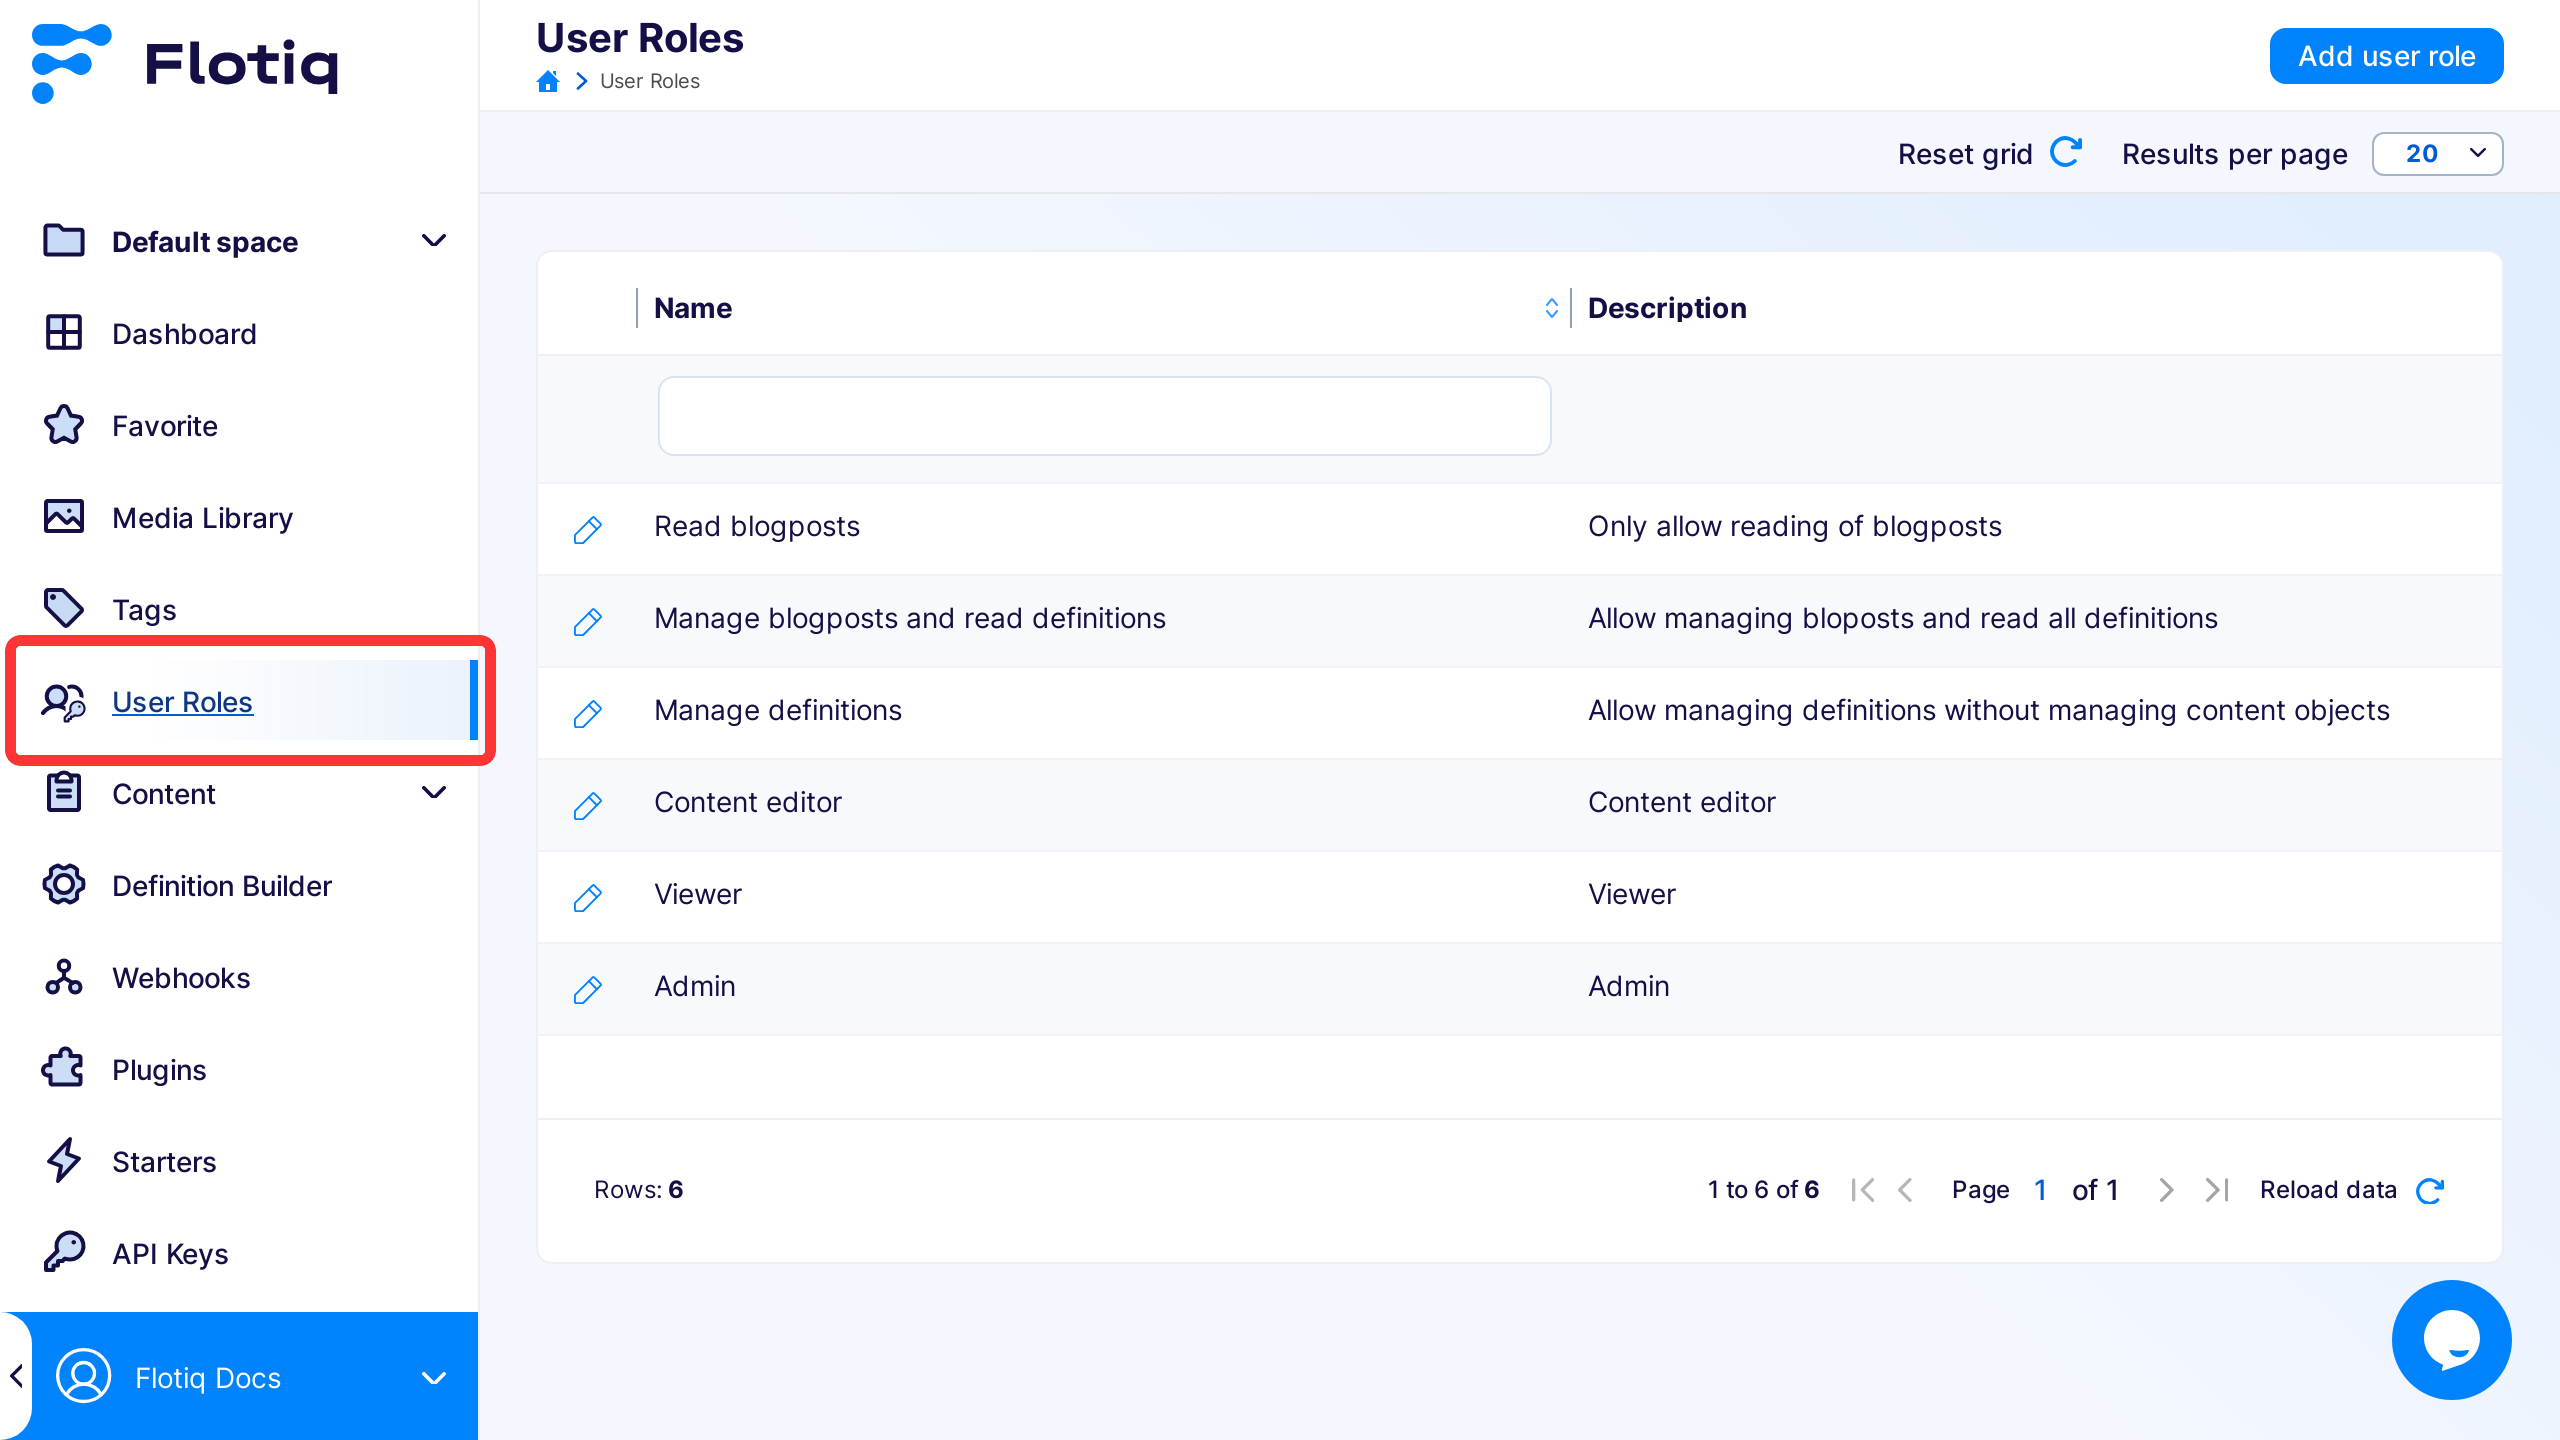 Flotiq
Default space
Dashboard
Favorite
Media Library
Tags
User Roles
Content
Definition Builder
Webhooks
Plugins
Starters
API Keys
Flotiq Docs
User Roles
User Roles
Add user role
Reset grid
Results per page
20
Name
Description
Read blogposts
Only allow reading of blogposts
Manage blogposts and read definitions
Allow managing bloposts and read all definitions
Manage definitions
Allow managing definitions without managing content objects
Content editor
Content editor
Viewer
Viewer
Admin
Admin
Rows: 6
1 to 6 of 6
Page 1 of 1
Reload data